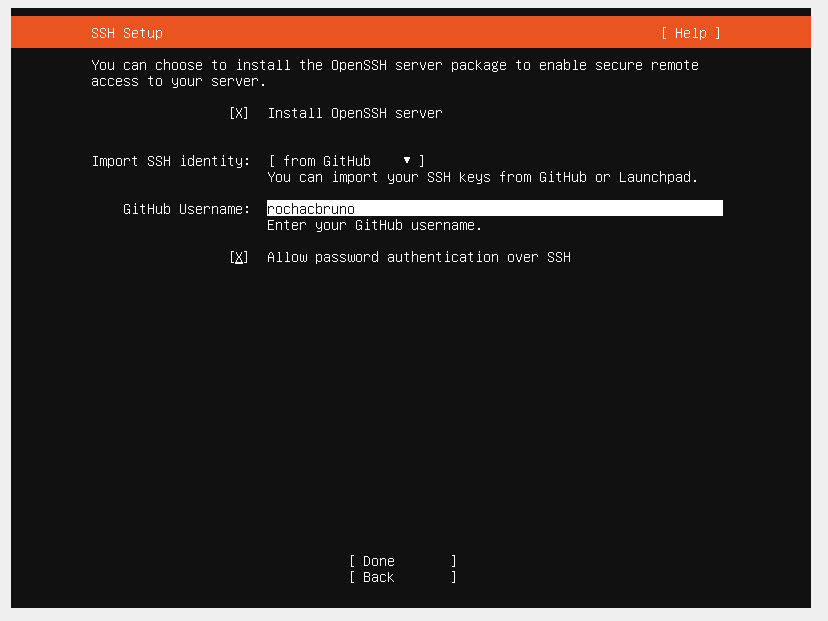 SSH Setup [ Help ]
You can choose to install the OpenSSH server package to enable secure remote
access to your server.
[X] Install OpenSSH server
Import SSH identity: [ from GitHub ▾ ]
You can import your SSH keys from GitHub or Launchpad.
GitHub Username: rochacbruno
Enter your GitHub username.
[X] Allow password authentication over SSH
[ Done ]
[ Back ]